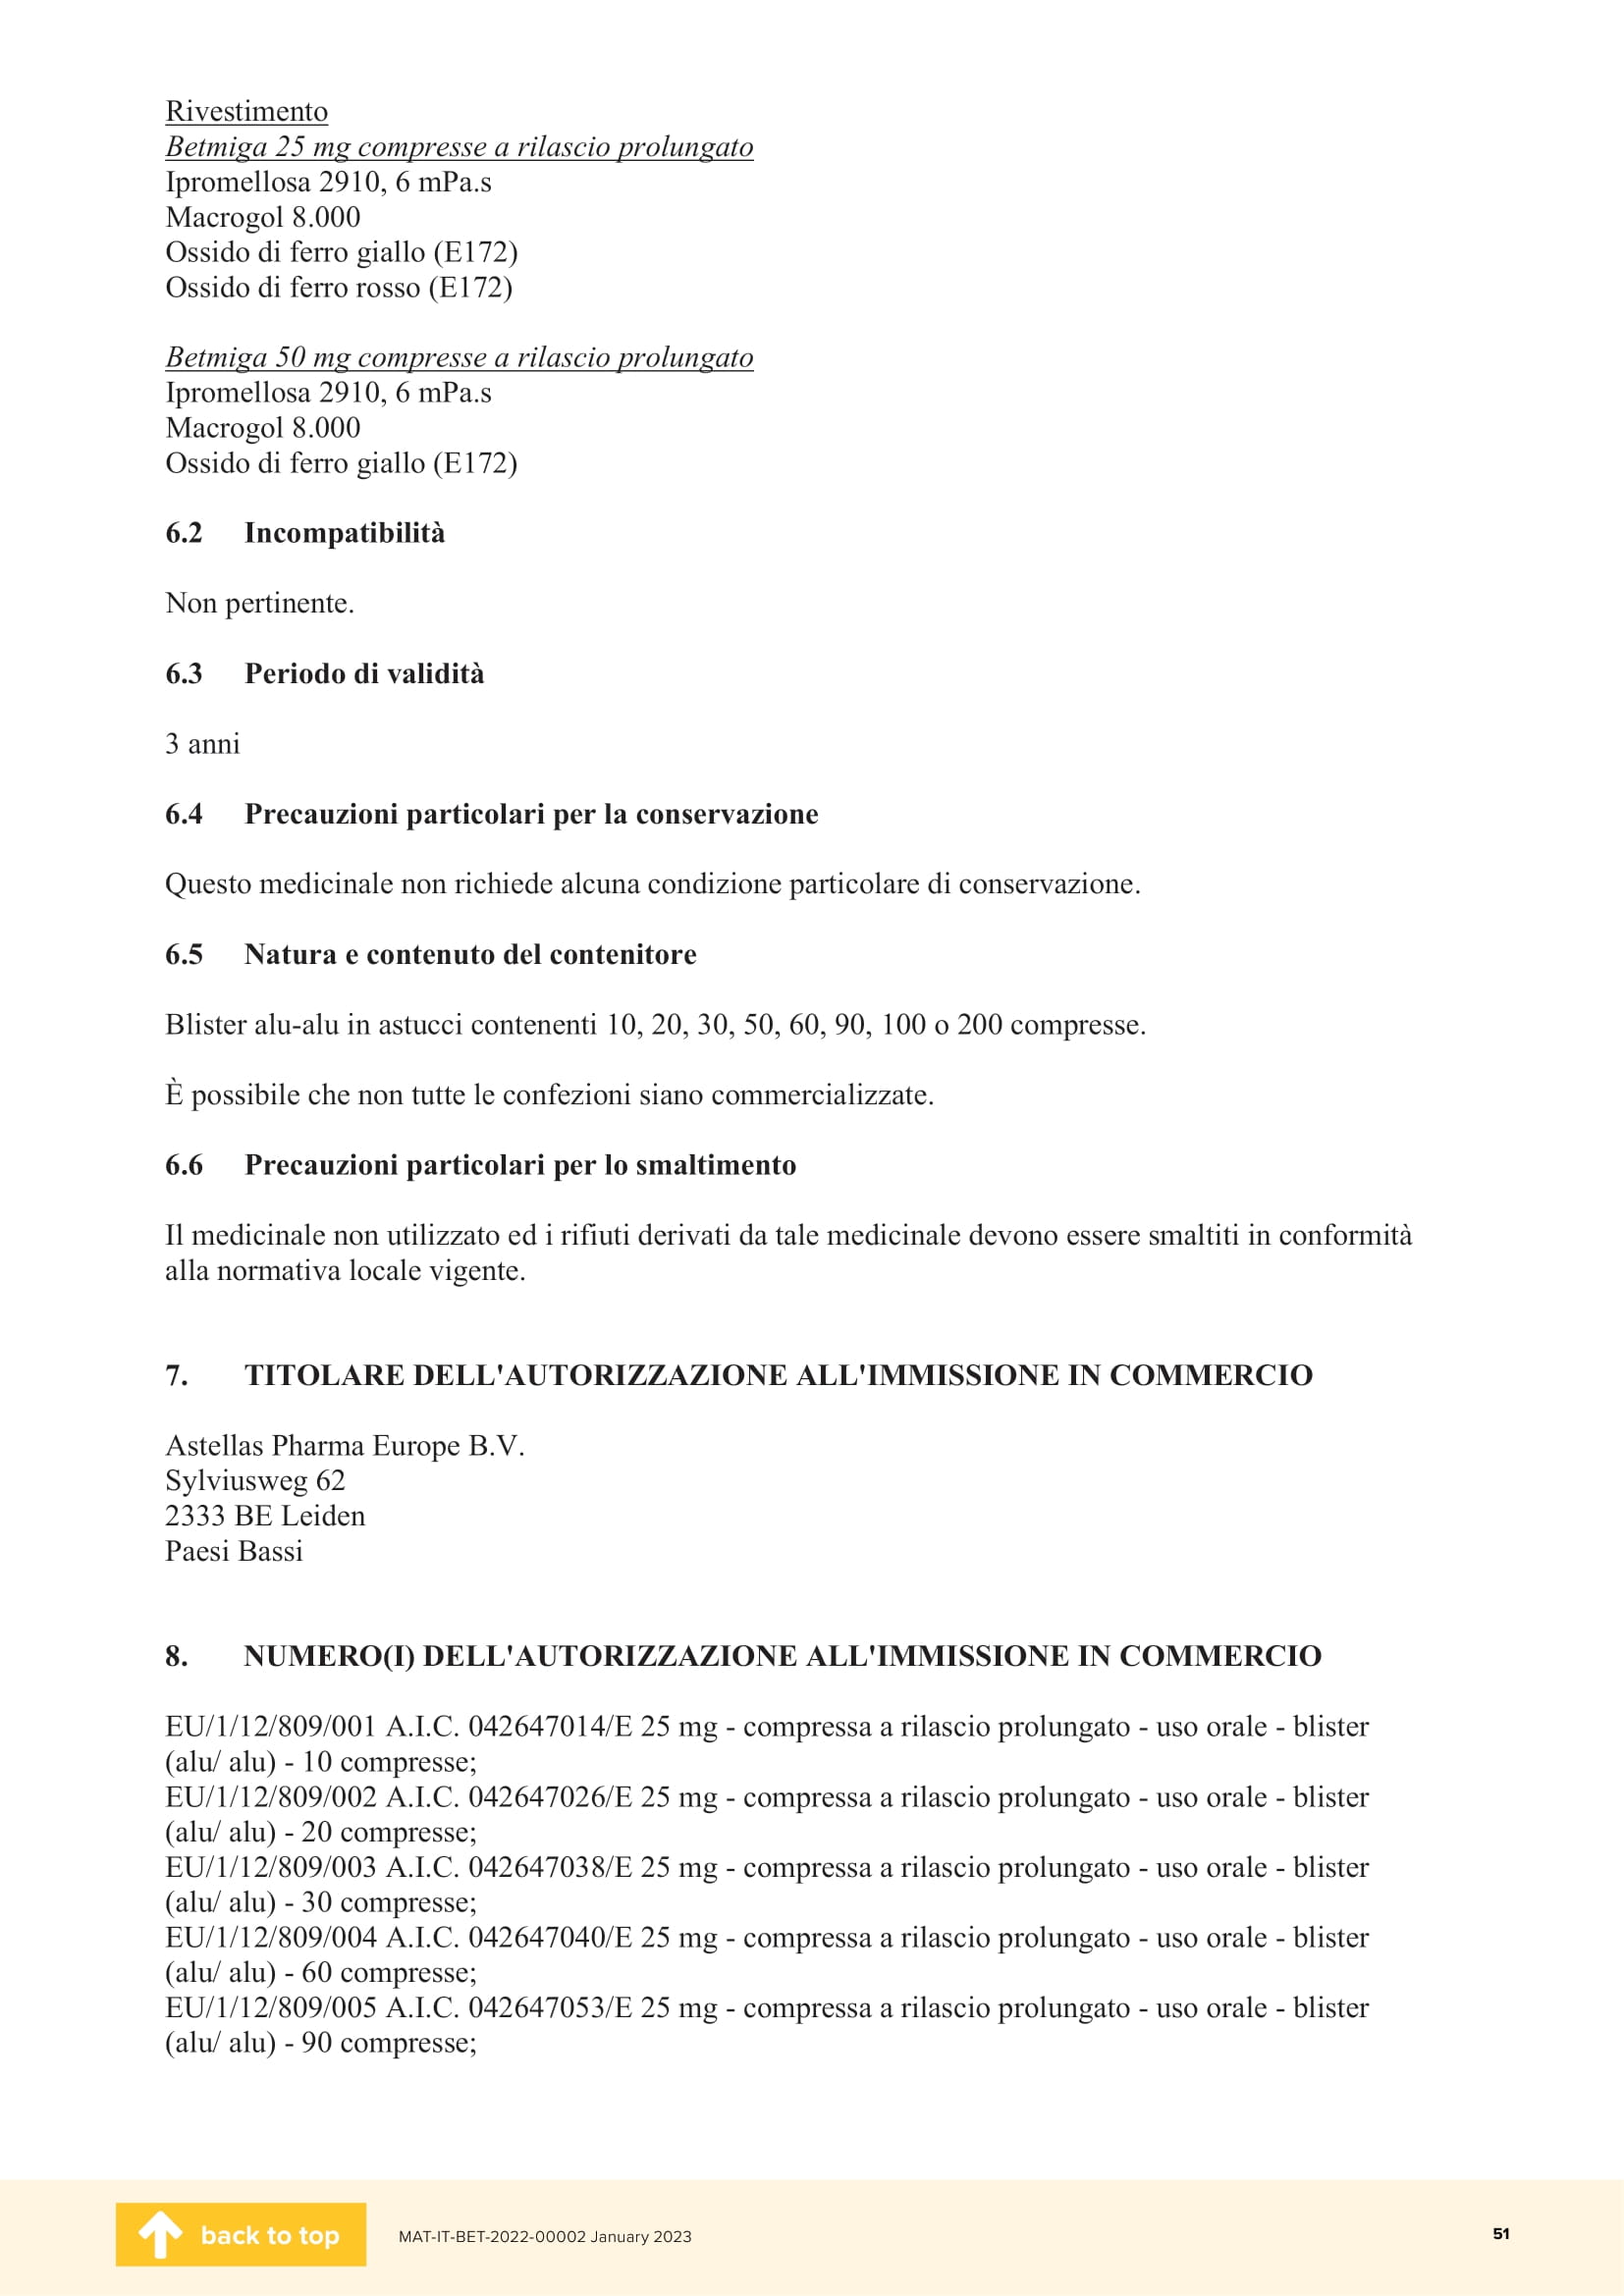 Rivestimento
Betmiga 25 mg compresse a rilascio prolungato
Ipromellosa 2910, 6 mPa.s
Macrogol 8.000
Ossido di ferro giallo (E172)
Ossido di ferro rosso (E172)
Betmiga 50 mg compresse a rilascio prolungato
Ipromellosa 2910, 6 mPa.s
Macrogol 8.000
Ossido di ferro giallo (E172)
6.2 Incompatibilità
Non pertinente.
6.3 Periodo di validità
3 anni
6.4 Precauzioni particolari per la conservazione
Questo medicinale non richiede alcuna condizione particolare di conservazione.
6.5 Natura e contenuto del contenitore
Blister alu-alu in astucci contenenti 10, 20, 30, 50, 60, 90, 100 o 200 compresse.
È possibile che non tutte le confezioni siano commercializzate.
6.6 Precauzioni particolari per lo smaltimento
Il medicinale non utilizzato ed i rifiuti derivati da tale medicinale devono essere smaltiti in conformità
alla normativa locale vigente.
7. TITOLARE DELL'AUTORIZZAZIONE ALL'IMMISSIONE IN COMMERCIO
Astellas Pharma Europe B.V.
Sylviusweg 62
2333 BE Leiden
Paesi Bassi
8. NUMERO(I) DELL'AUTORIZZAZIONE ALL'IMMISSIONE IN COMMERCIO
EU/1/12/809/001 A.I.C. 042647014/E 25 mg - compressa a rilascio prolungato - uso orale - blister
(alu/ alu) - 10 compresse;
EU/1/12/809/002 A.I.C. 042647026/E 25 mg - compressa a rilascio prolungato - uso orale - blister
(alu/ alu) - 20 compresse;
EU/1/12/809/003 A.I.C. 042647038/E 25 mg - compressa a rilascio prolungato - uso orale - blister
(alu/ alu) - 30 compresse;
EU/1/12/809/004 A.I.C. 042647040/E 25 mg - compressa a rilascio prolungato - uso orale - blister
(alu/ alu) - 60 compresse;
EU/1/12/809/005 A.I.C. 042647053/E 25 mg - compressa a rilascio prolungato - uso orale - blister
(alu/ alu) - 90 compresse;
back to top
MAT-IT-BET-2022-00002 January 2023
51